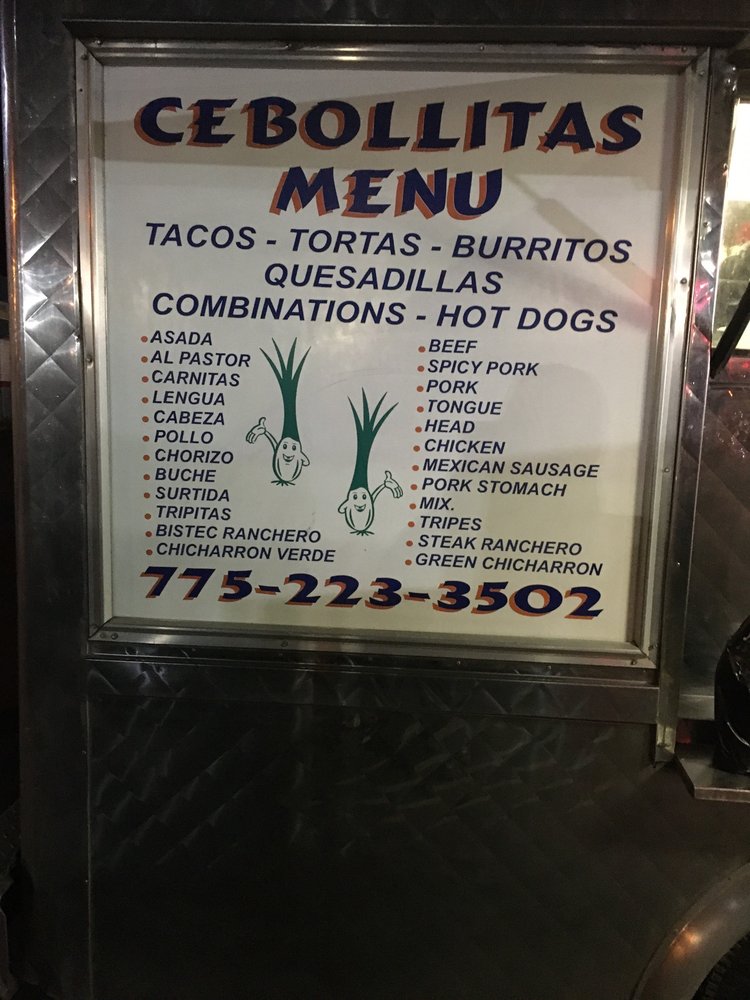 CEBOLLITAS
MENU
TACOS - TORTAS - BURRITOS
QUESADILLAS
COMBINATIONS - HOT DOGS
ASADA
AL PASTOR
CARNITAS
LENGUA
CABEZA
POLLO
CHORIZO
BUCHE
SURTIDA
TRIPITAS
BISTEC RANCHERO
CHICHARRON VERDE
BEEF
SPICY PORK
PORK
TONGUE
HEAD
CHICKEN
MEXICAN SAUSAGE
PORK STOMACH
MIX.
TRIPES
STEAK RANCHERO
GREEN CHICHARRON
775-223-3502